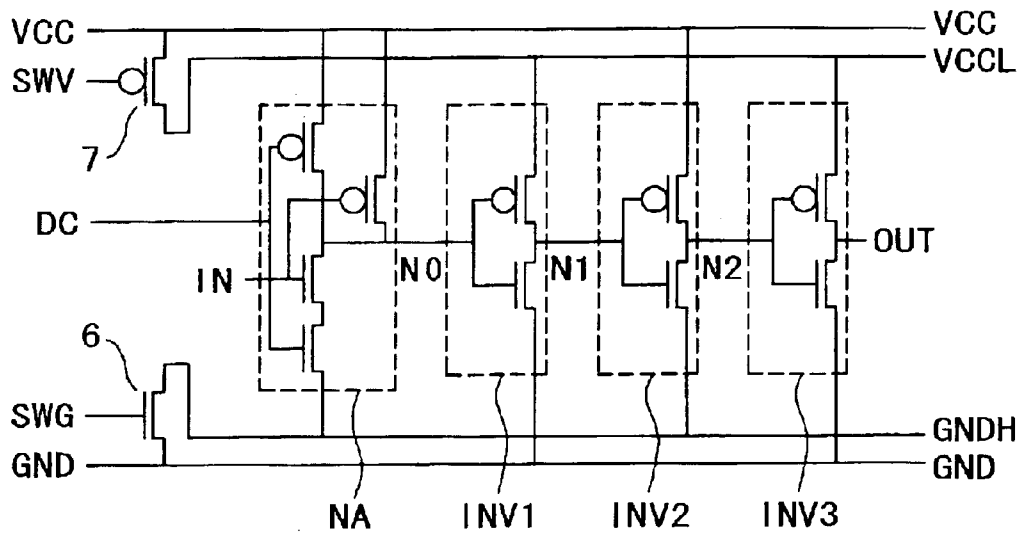 VCC
VCC
SWV
VCCL
7
DC
IN
N0
N1
N2
OUT
6
SWG
GNDH
GND
GND
NA
INV1
INV2
INV3